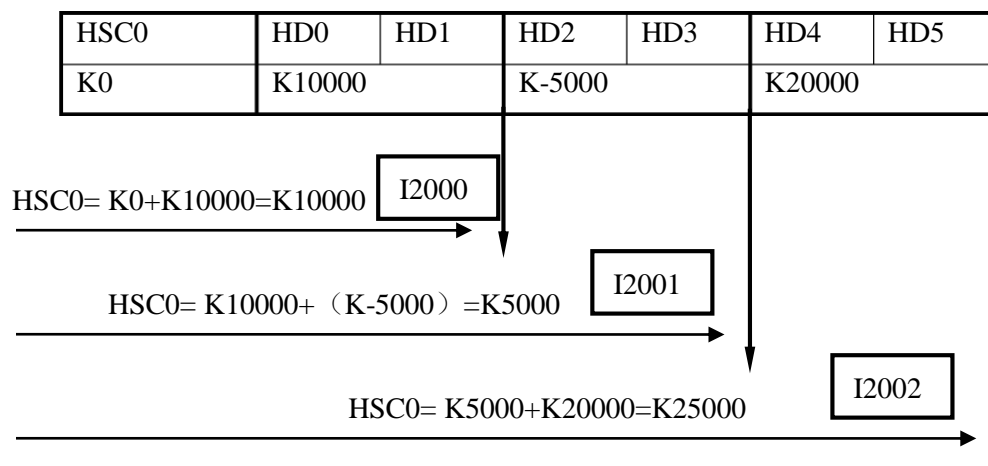 HSC0 HD0 HD1 HD2 HD3 HD4 HD5
K0 K10000 K-5000 K20000
I2000
HSC0= K0+K10000=K10000
I2001
HSC0= K10000+（K-5000）=K5000
I2002
HSC0= K5000+K20000=K25000